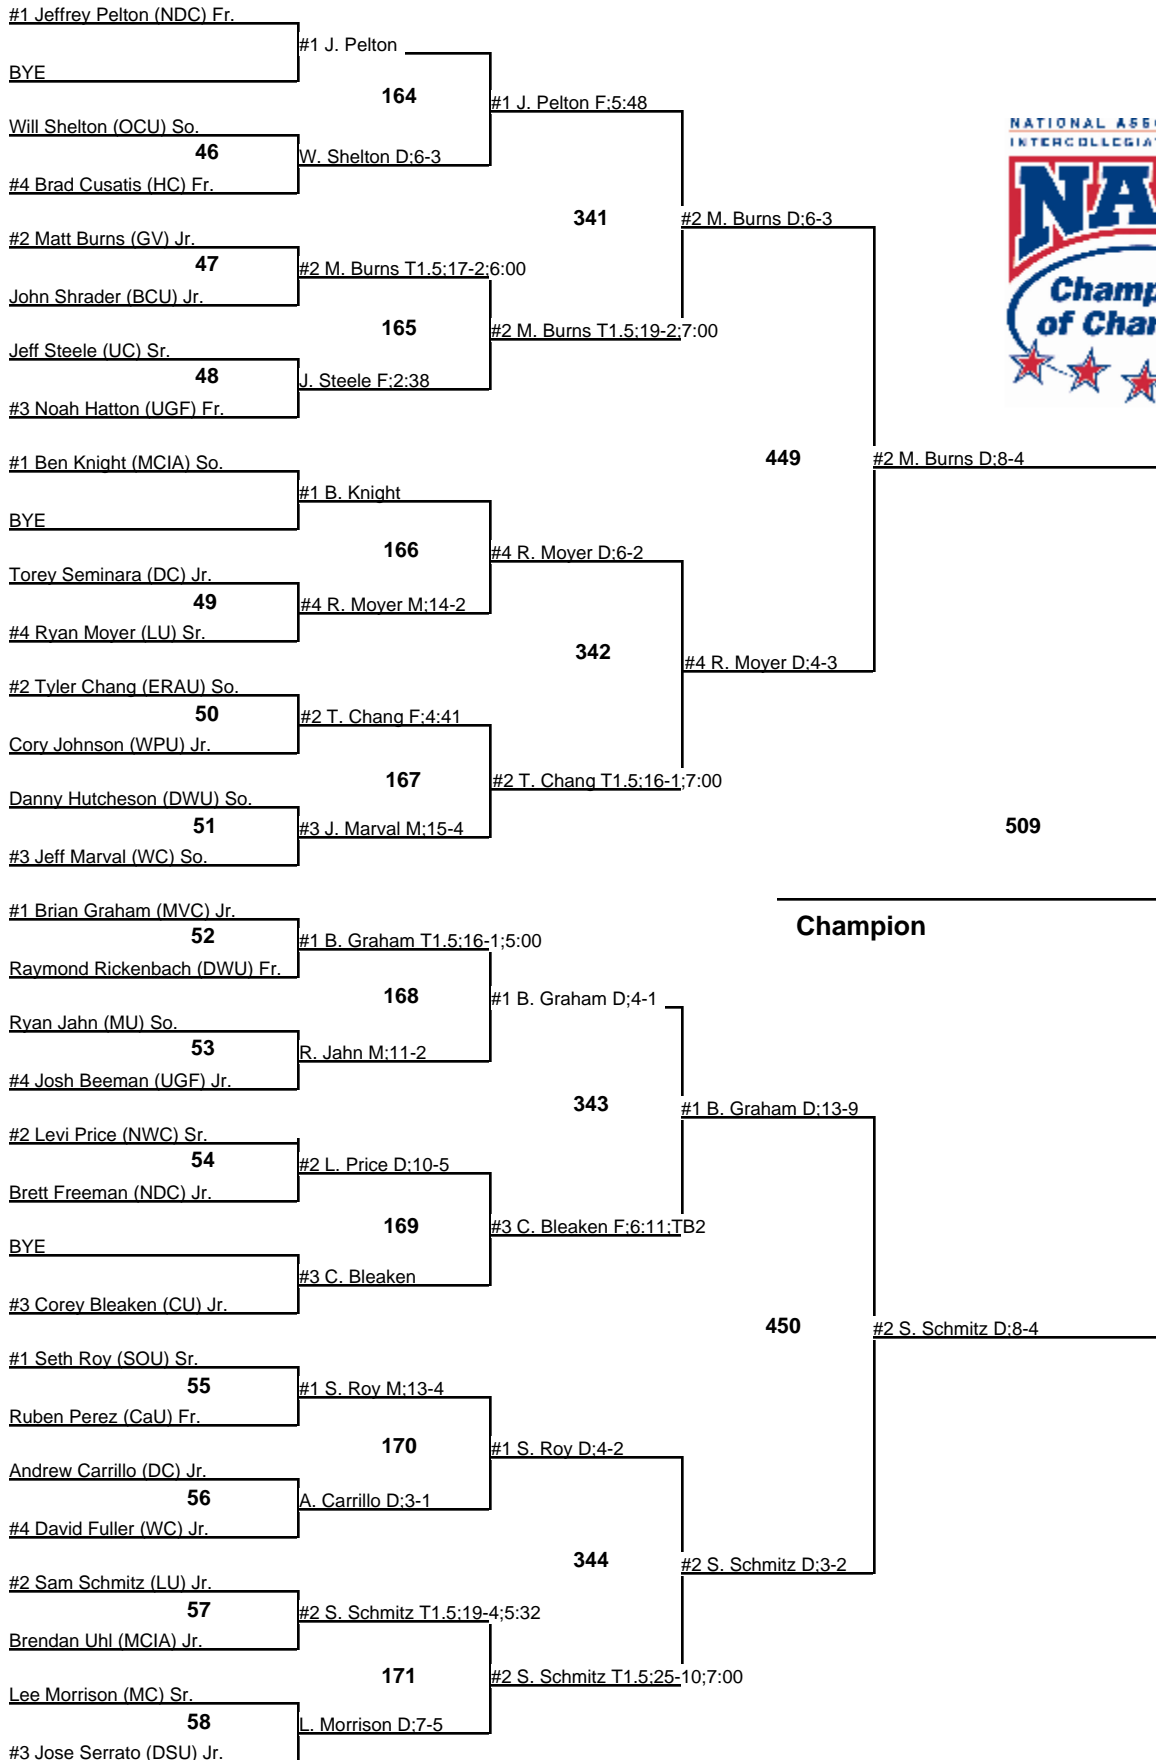 #1 Jeffrey Pelton (NDC) Fr.
#1 J. Pelton
BYE
164
#1 J. Pelton F;5:48
Will Shelton (OCU) So.
46
W. Shelton D;6-3
#4 Brad Cusatis (HC) Fr.
341
#2 M. Burns D;6-3
#2 Matt Burns (GV) Jr.
47
#2 M. Burns T1.5;17-2;6:00
John Shrader (BCU) Jr.
165
#2 M. Burns T1.5;19-2;7:00
Jeff Steele (UC) Sr.
48
J. Steele F;2:38
#3 Noah Hatton (UGF) Fr.
NATIONAL ASS
INTERCOLLEGIA
NA
Champ
of Cha
449
#2 M. Burns D;8-4
#1 Ben Knight (MCIA) So.
#1 B. Knight
BYE
166
#4 R. Moyer D;6-2
Torey Seminara (DC) Jr.
49
#4 R. Moyer M;14-2
#4 Ryan Moyer (LU) Sr.
342
#4 R. Moyer D;4-3
#2 Tyler Chang (ERAU) So.
50
#2 T. Chang F;4:41
Cory Johnson (WPU) Jr.
167
#2 T. Chang T1.5;16-1;7:00
Danny Hutcheson (DWU) So.
51
#3 J. Marval M;15-4
#3 Jeff Marval (WC) So.
509
Champion
#1 Brian Graham (MVC) Jr.
52
#1 B. Graham T1.5;16-1;5:00
Raymond Rickenbach (DWU) Fr.
168
#1 B. Graham D;4-1
Ryan Jahn (MU) So.
53
R. Jahn M;11-2
#4 Josh Beeman (UGF) Jr.
343
#1 B. Graham D;13-9
#2 Levi Price (NWC) Sr.
54
#2 L. Price D;10-5
Brett Freeman (NDC) Jr.
169
#3 C. Bleaken F;6:11;TB2
BYE
#3 C. Bleaken
#3 Corey Bleaken (CU) Jr.
450
#2 S. Schmitz D;8-4
#1 Seth Roy (SOU) Sr.
55
#1 S. Roy M;13-4
Ruben Perez (CaU) Fr.
170
#1 S. Roy D;4-2
Andrew Carrillo (DC) Jr.
56
A. Carrillo D;3-1
#4 David Fuller (WC) Jr.
344
#2 S. Schmitz D;3-2
#2 Sam Schmitz (LU) Jr.
57
#2 S. Schmitz T1.5;19-4;5:32
Brendan Uhl (MCIA) Jr.
171
#2 S. Schmitz T1.5;25-10;7:00
Lee Morrison (MC) Sr.
58
L. Morrison D;7-5
#3 Jose Serrato (DSU) Jr.